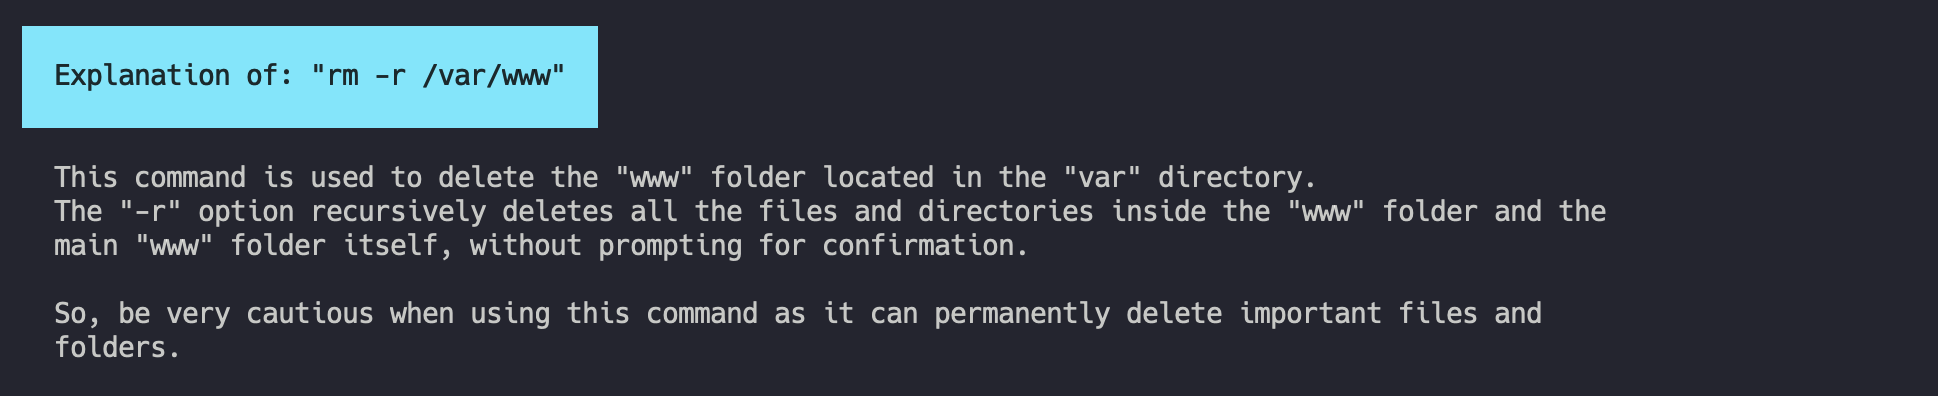 Explanation of: "rm -r /var/www"
This command is used to delete the "www" folder located in the "var" directory.
The "-r" option recursively deletes all the files and directories inside the "www" folder and the
main "www" folder itself, without prompting for confirmation.
So, be very cautious when using this command as it can permanently delete important files and
folders.